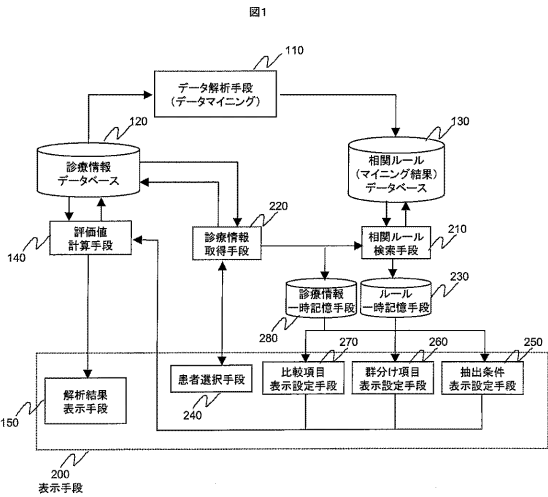 図1
110
データ解析手段
(データマイニング)
120
130
診療情報
データベース
相関ルール
(マイニング結果)
データベース
220
評価値
計算手段
140
診療情報
取得手段
相関ルール
検索手段
210
診療情報
一時記憶手段
280
ルール
一時記憶手段
230
270
260
250
解析結果
表示手段
150
患者選択手段
240
比較項目
表示設定手段
群分け項目
表示設定手段
抽出条件
表示設定手段
200
表示手段